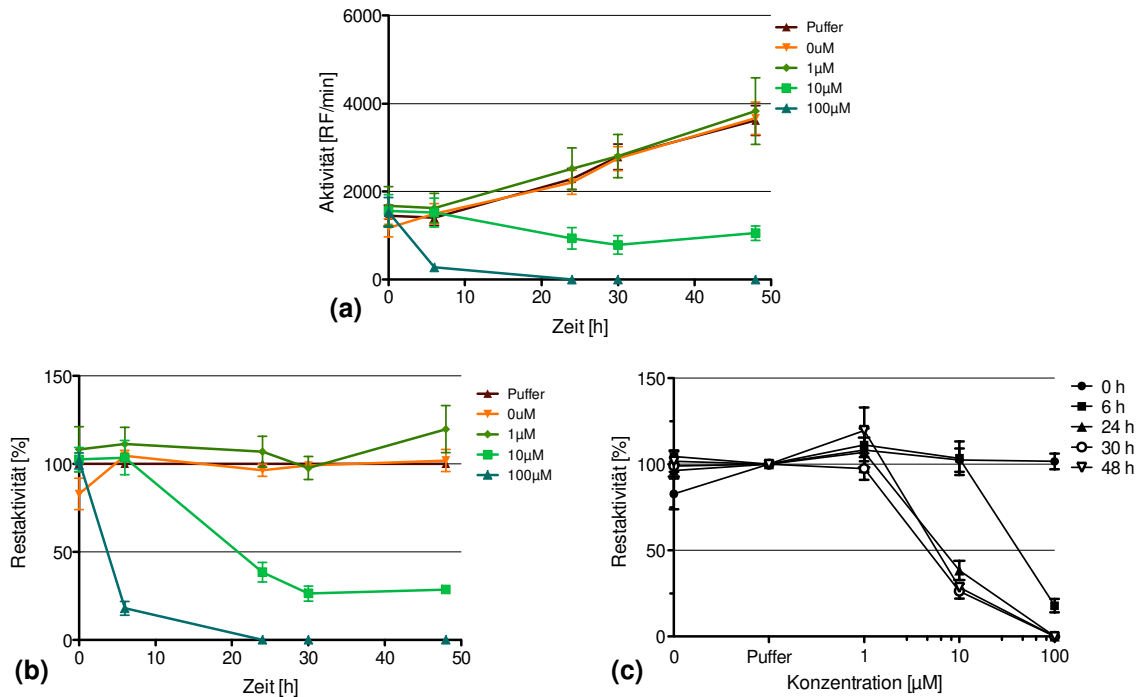 6000
4000
2000
0
Aktivität [RF/min]
0 10 20 30 40 50
Zeit [h]
Puffer
0uM
1µM
10µM
100µM
(a)
150
100
50
0
Restaktivität [%]
0 10 20 30 40 50
Zeit [h]
Puffer
0uM
1µM
10µM
100µM
(b)
150
100
50
0
Restaktivität [%]
0 Puffer 1 10 100
Konzentration [µM]
0 h
6 h
24 h
30 h
48 h
(c)